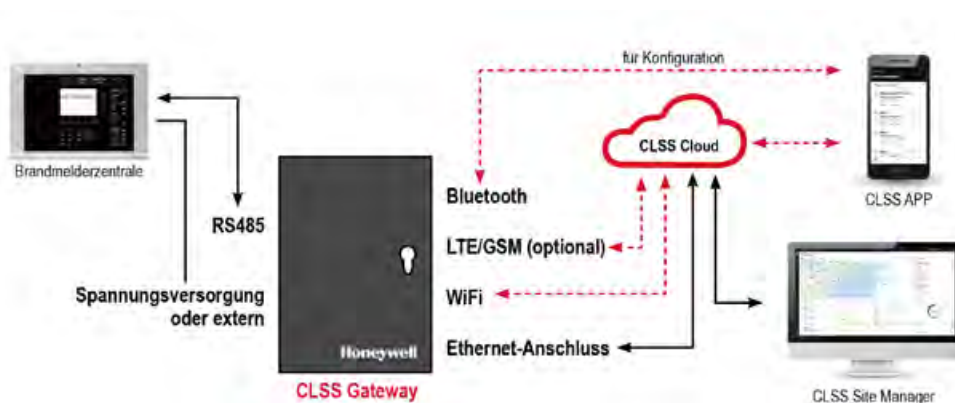 für Konfiguration
CLSS Cloud
Brandmelderzentrale
CLSS APP
Bluetooth
RS485
LTE/GSM (optional)
Spannungsversorgung
oder extern
WiFi
Honeywell
Ethernet-Anschluss
CLSS Gateway
CLSS Site Manager